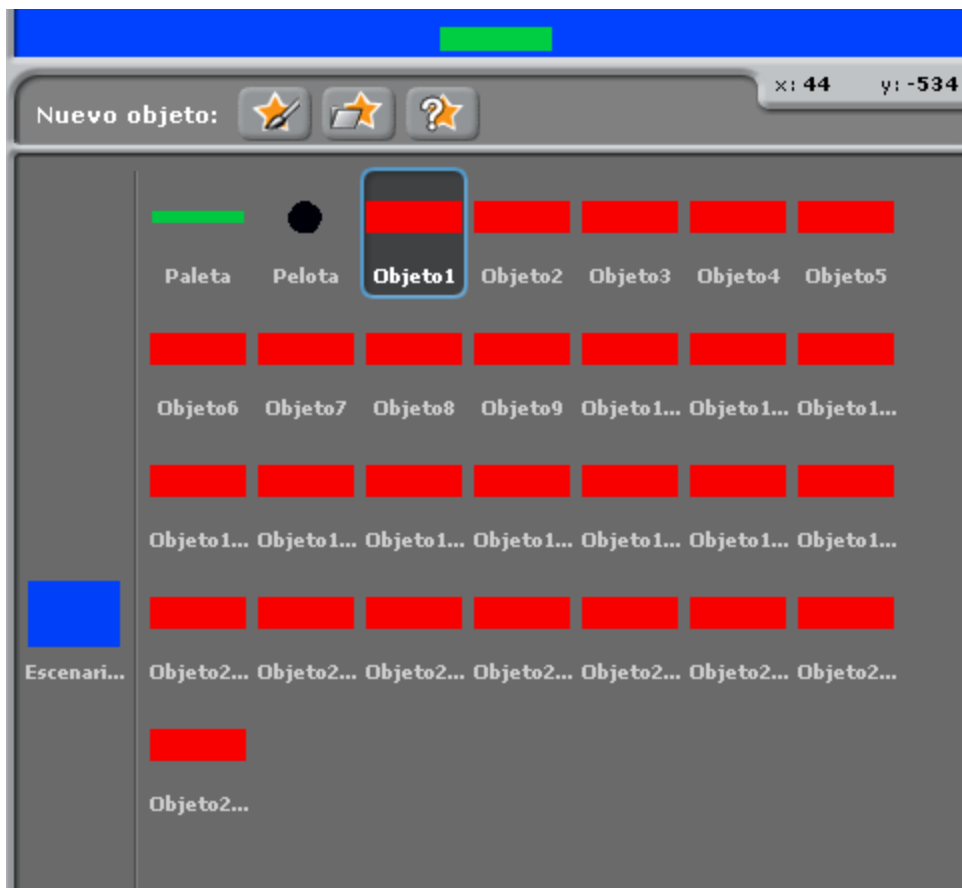 x: 44 y: -534
Nuevo objeto:
Paleta Pelota Objeto1 Objeto2 Objeto3 Objeto4 Objeto5
Objeto6 Objeto7 Objeto8 Objeto9 Objeto1... Objeto1... Objeto1...
Objeto1... Objeto1... Objeto1... Objeto1... Objeto1... Objeto1... Objeto1...
Escenari... Objeto2... Objeto2... Objeto2... Objeto2... Objeto2... Objeto2... Objeto2...
Objeto2...